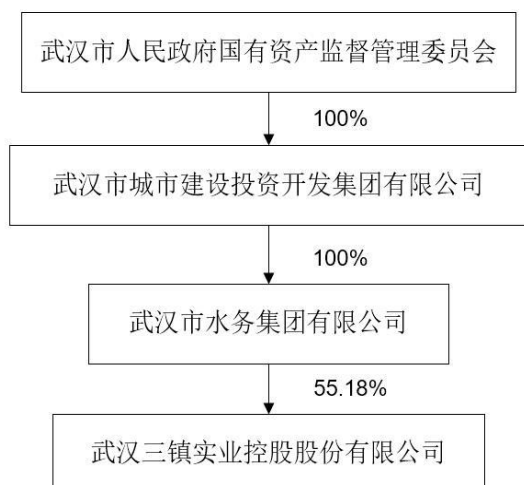 武汉市人民政府国有资产监督管理委员会
100%
武汉市城市建设投资开发集团有限公司
100%
武汉市水务集团有限公司
55.18%
武汉三镇实业控股股份有限公司